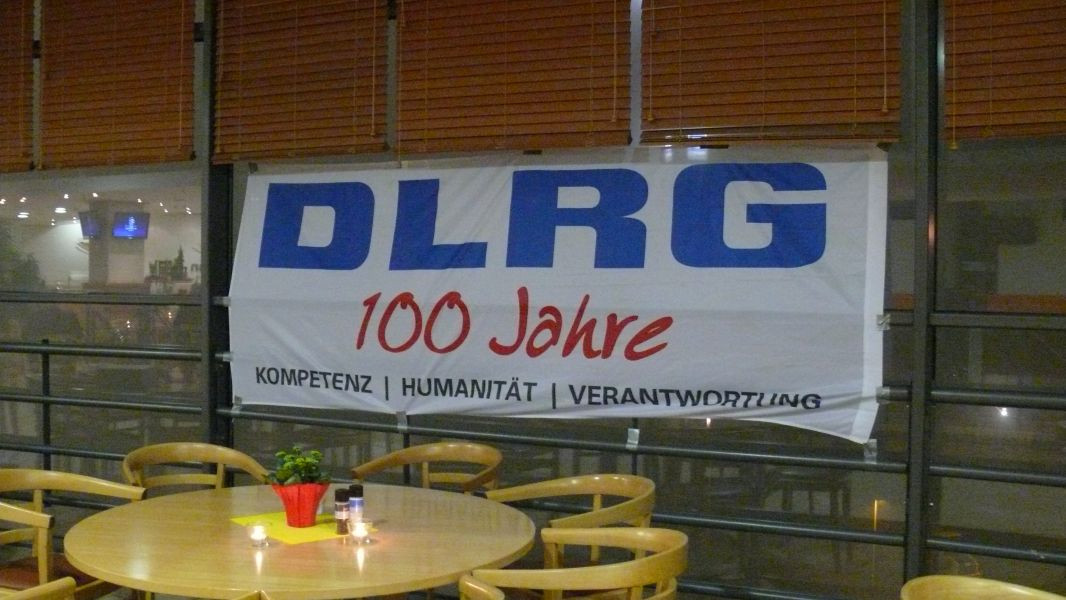 DLRG
100 Jahre
KOMPETENZ | HUMANITÄT | VERANTWORTUNG